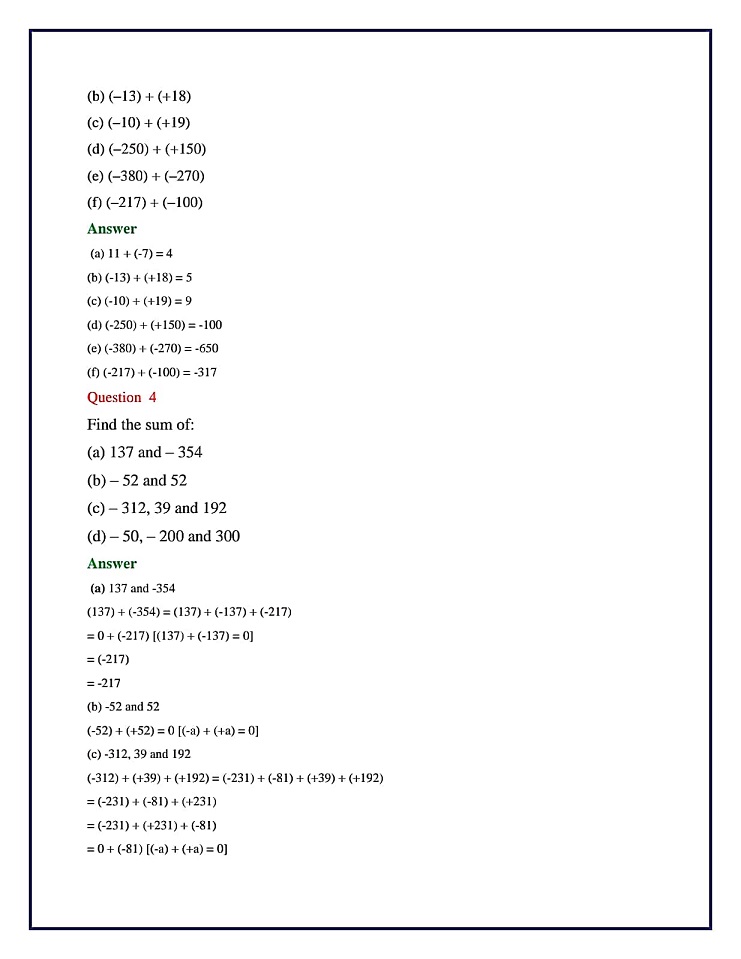 (b) (–13) + (+18)
(c) (–10) + (+19)
(d) (–250) + (+150)
(e) (–380) + (–270)
(f) (–217) + (–100)
Answer
(a) 11 + (-7) = 4
(b) (-13) + (+18) = 5
(c) (-10) + (+19) = 9
(d) (-250) + (+150) = -100
(e) (-380) + (-270) = -650
(f) (-217) + (-100) = -317
Question 4
Find the sum of:
(a) 137 and – 354
(b) – 52 and 52
(c) – 312, 39 and 192
(d) – 50, – 200 and 300
Answer
(a) 137 and -354
(137) + (-354) = (137) + (-137) + (-217)
= 0 + (-217) [(137) + (-137) = 0]
= (-217)
= -217
(b) -52 and 52
(-52) + (+52) = 0 [(-a) + (+a) = 0]
(c) -312, 39 and 192
(-312) + (+39) + (+192) = (-231) + (-81) + (+39) + (+192)
= (-231) + (-81) + (+231)
= (-231) + (+231) + (-81)
= 0 + (-81) [(-a) + (+a) = 0]